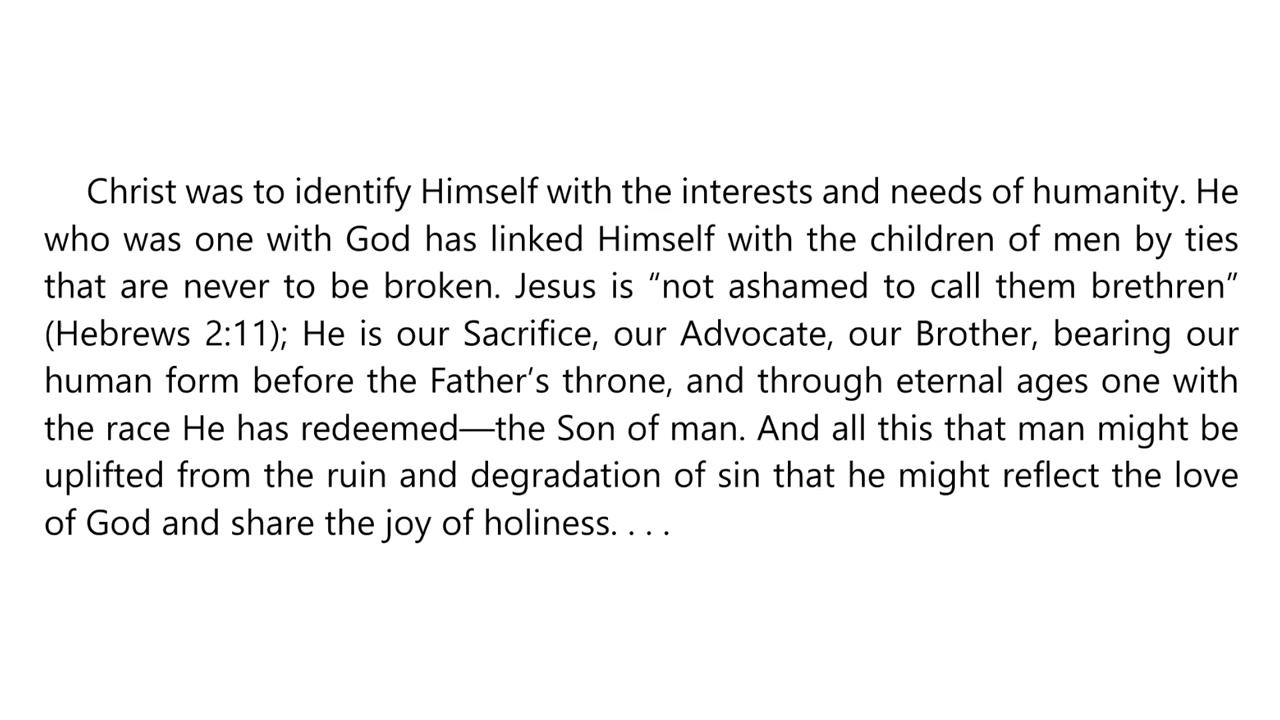 Christ was to identify Himself with the interests and needs of humanity. He
who was one with God has linked Himself with the children of men by ties
that are never to be broken. Jesus is “not ashamed to call them brethren”
(Hebrews 2:11); He is our Sacrifice, our Advocate, our Brother, bearing our
human form before the Father’s throne, and through eternal ages one with
the race He has redeemed—the Son of man. And all this that man might be
uplifted from the ruin and degradation of sin that he might reflect the love
of God and share the joy of holiness. . . .